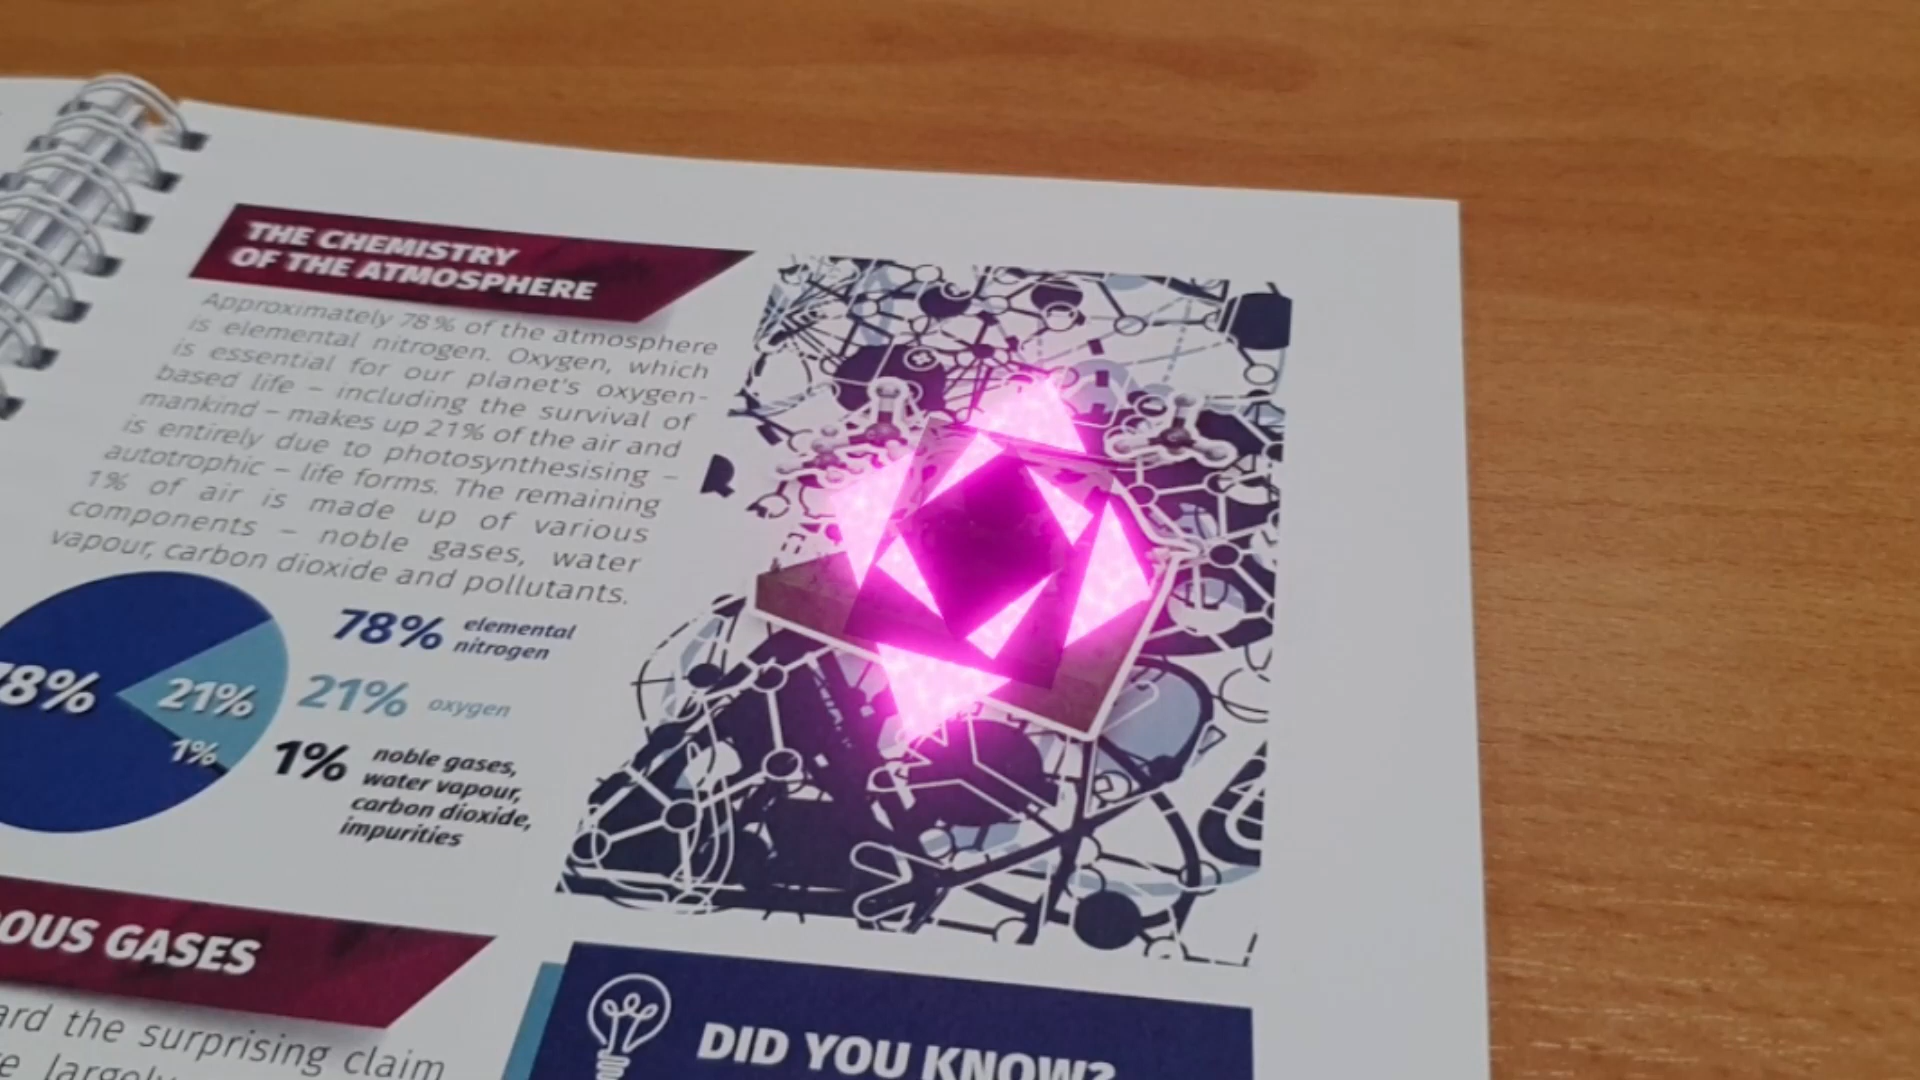 THE CHEMISTRY
OF THE ATMOSPHERE
Approximately 78% of the atmosphere
is elemental nitrogen. Oxygen, which
is essential for our planet's oxygen-
based life – including the survival of
mankind – makes up 21% of the air and
is entirely due to photosynthesising –
autotrophic – life forms. The remaining
1% of air is made up of various
components – noble gases, water
vapour, carbon dioxide and pollutants.
78%
21%
1%
78% elemental
nitrogen
21% oxygen
1% noble gases,
water vapour,
carbon dioxide,
impurities
OUS GASES
ard the surprising claim
largely
DID YOU KNOW?